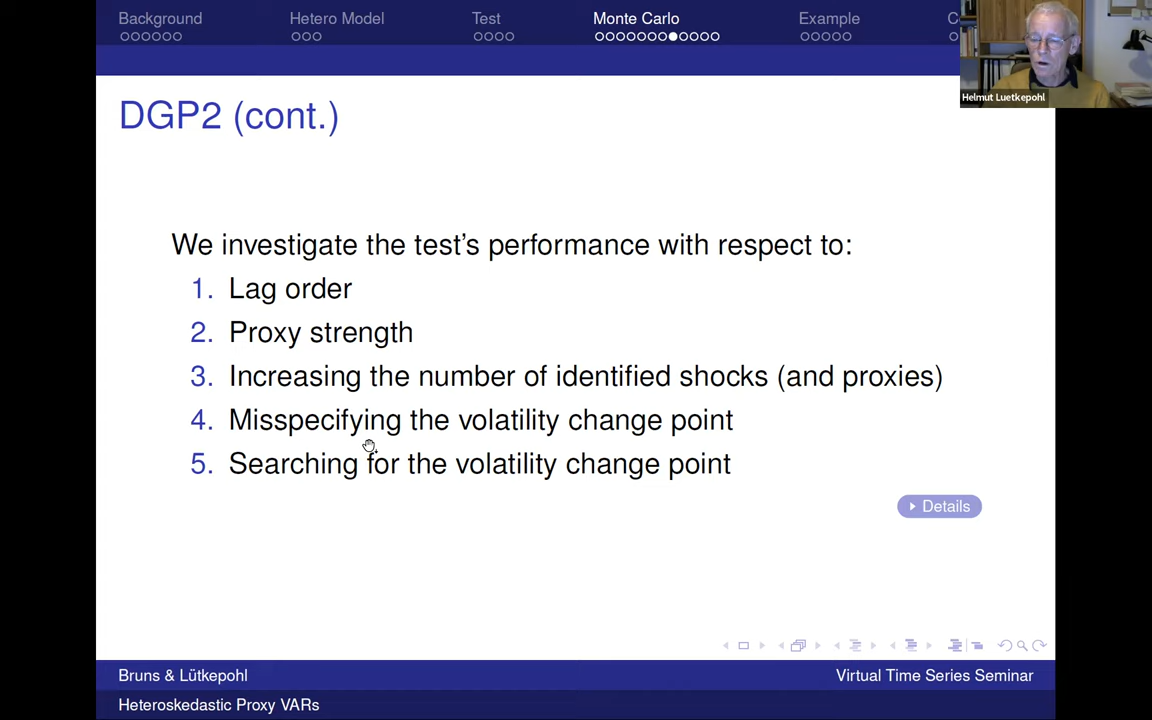 Background Hetero Model Test Monte Carlo Example C
Helmut Luetkepohl
DGP2 (cont.)
We investigate the test's performance with respect to:
1. Lag order
2. Proxy strength
3. Increasing the number of identified shocks (and proxies)
4. Misspecifying the volatility change point
5. Searching for the volatility change point
Details
Bruns & Lütkepohl Virtual Time Series Seminar
Heteroskedastic Proxy VARs